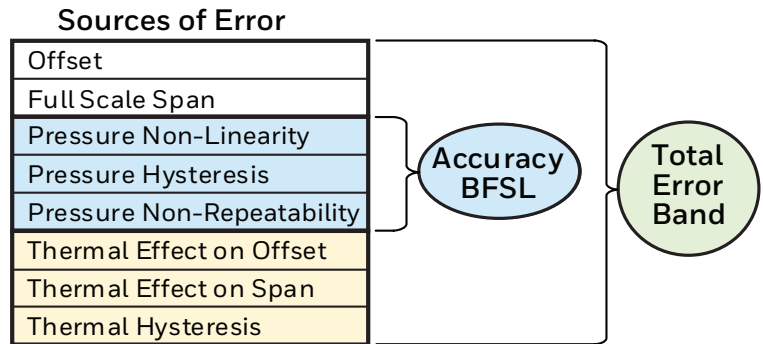 Sources of Error
Offset
Full Scale Span
Pressure Non-Linearity
Pressure Hysteresis
Pressure Non-Repeatability
Thermal Effect on Offset
Thermal Effect on Span
Thermal Hysteresis
Accuracy
BFSL
Total
Error
Band